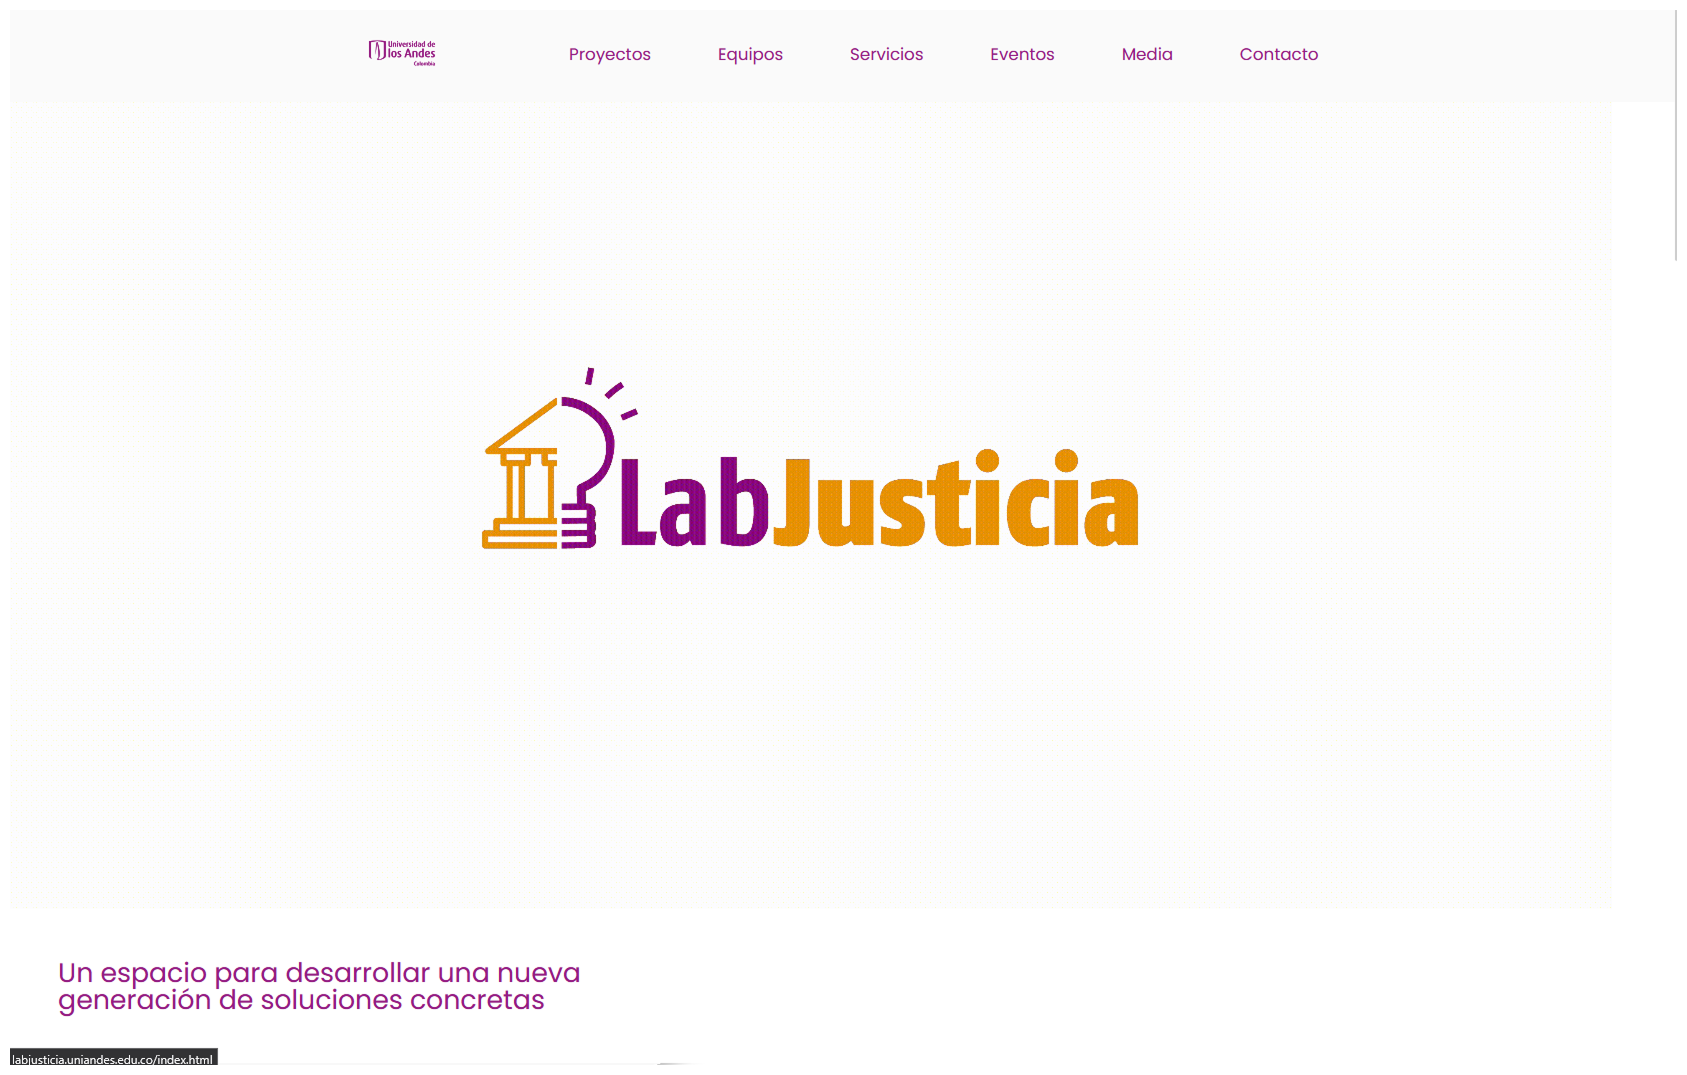 Universidad de
los Andes
Colombia
Proyectos Equipos Servicios Eventos Media Contacto
LabJusticia
Un espacio para desarrollar una nueva
generación de soluciones concretas
labjusticia.uniandes.edu.co/index.html